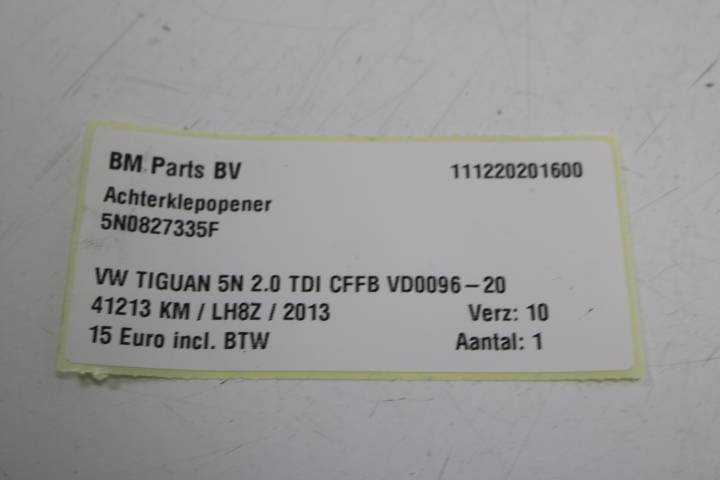 BM Parts BV 111220201600
Achterklepopener
5N0827335F
VW TIGUAN 5N 2.0 TDI CFFB VD0096-20
41213 KM / LH8Z / 2013 Verz: 10
15 Euro incl. BTW Aantal: 1